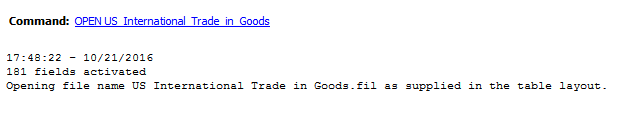 Command: OPEN US_International_Trade_in_Goods
17:48:22 - 10/21/2016
181 fields activated
Opening file name US International Trade in Goods.fil as supplied in the table layout.